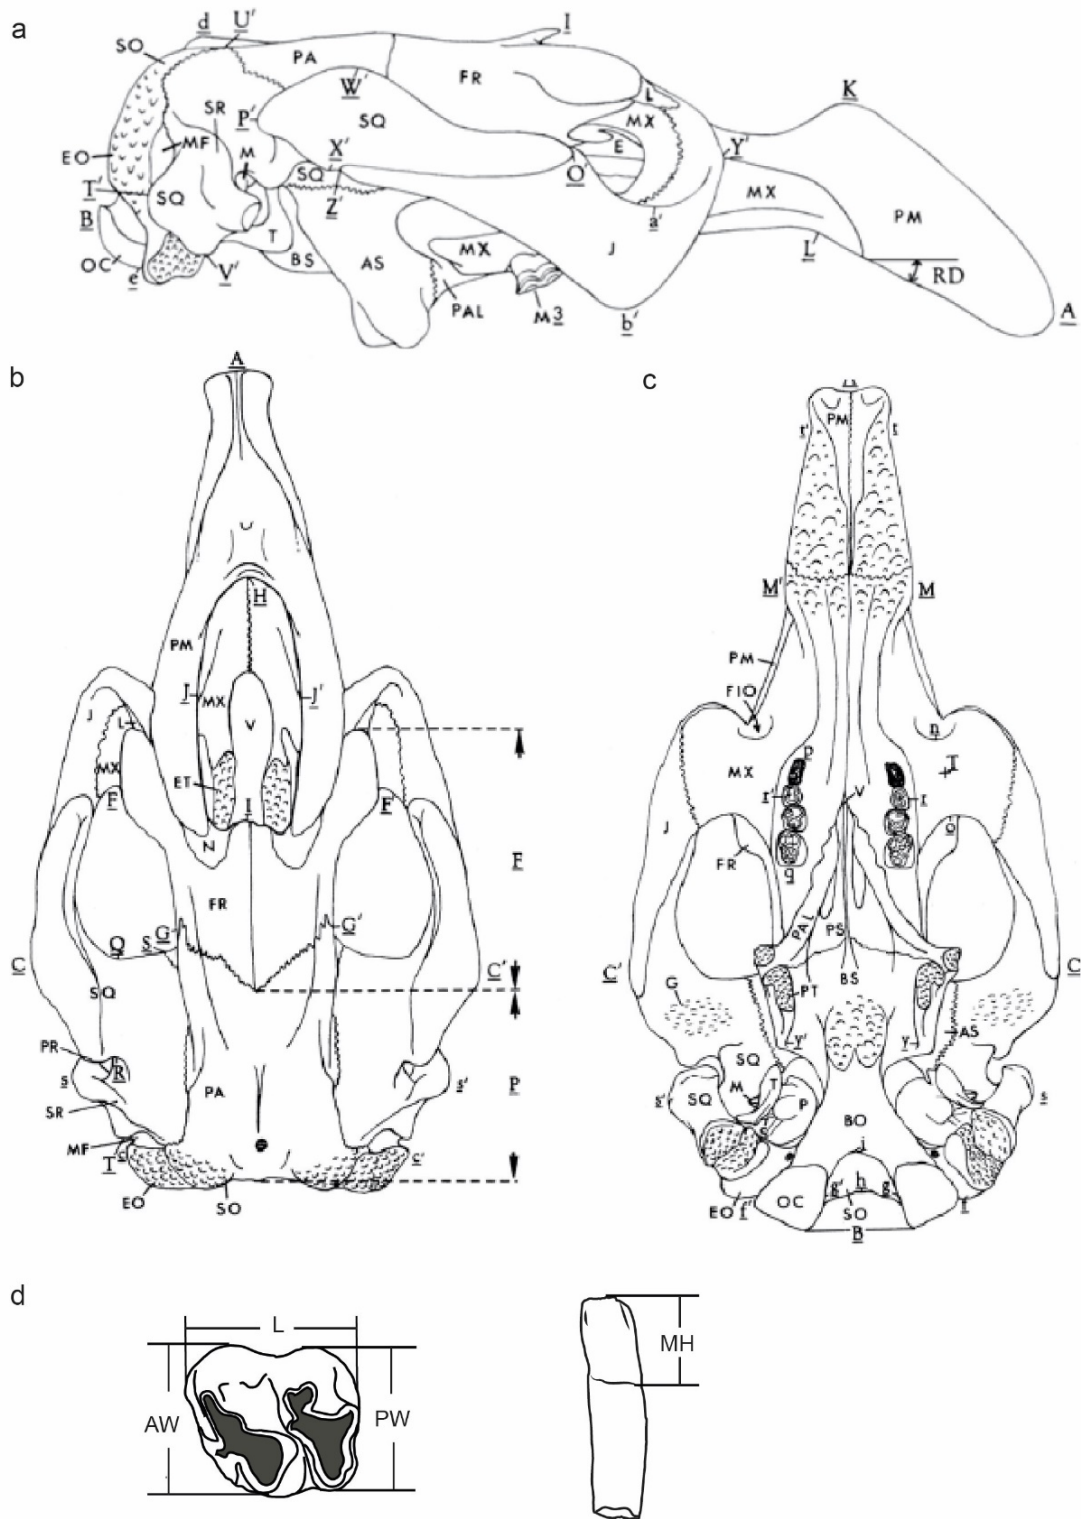 a
d U' I
SO PA FR K
W' L
SR MX
P' SQ
EO MF E
M X' Y'
T' SQ' O'
SQ Z' a' MX PM
B L'
T J
OC BS AS MX RD
e V'
PAL
M3 b' A
b c
A
PM
t' t
H M' M
PM
PM
J MX J' FIO
J L n
V p T
MX MX
ET r' V r
F I F F J o
N FR q
FR
PAL PS
G' G'
Q S
C C' C' C
SQ G BS
PT
AS
PR y' y
R SQ
s P s' M T
SR PA s' SQ P s
S
MF BO
c c' i
T g' h g
EO SO EO f' OC SO f
B
d
L MH
AW PW